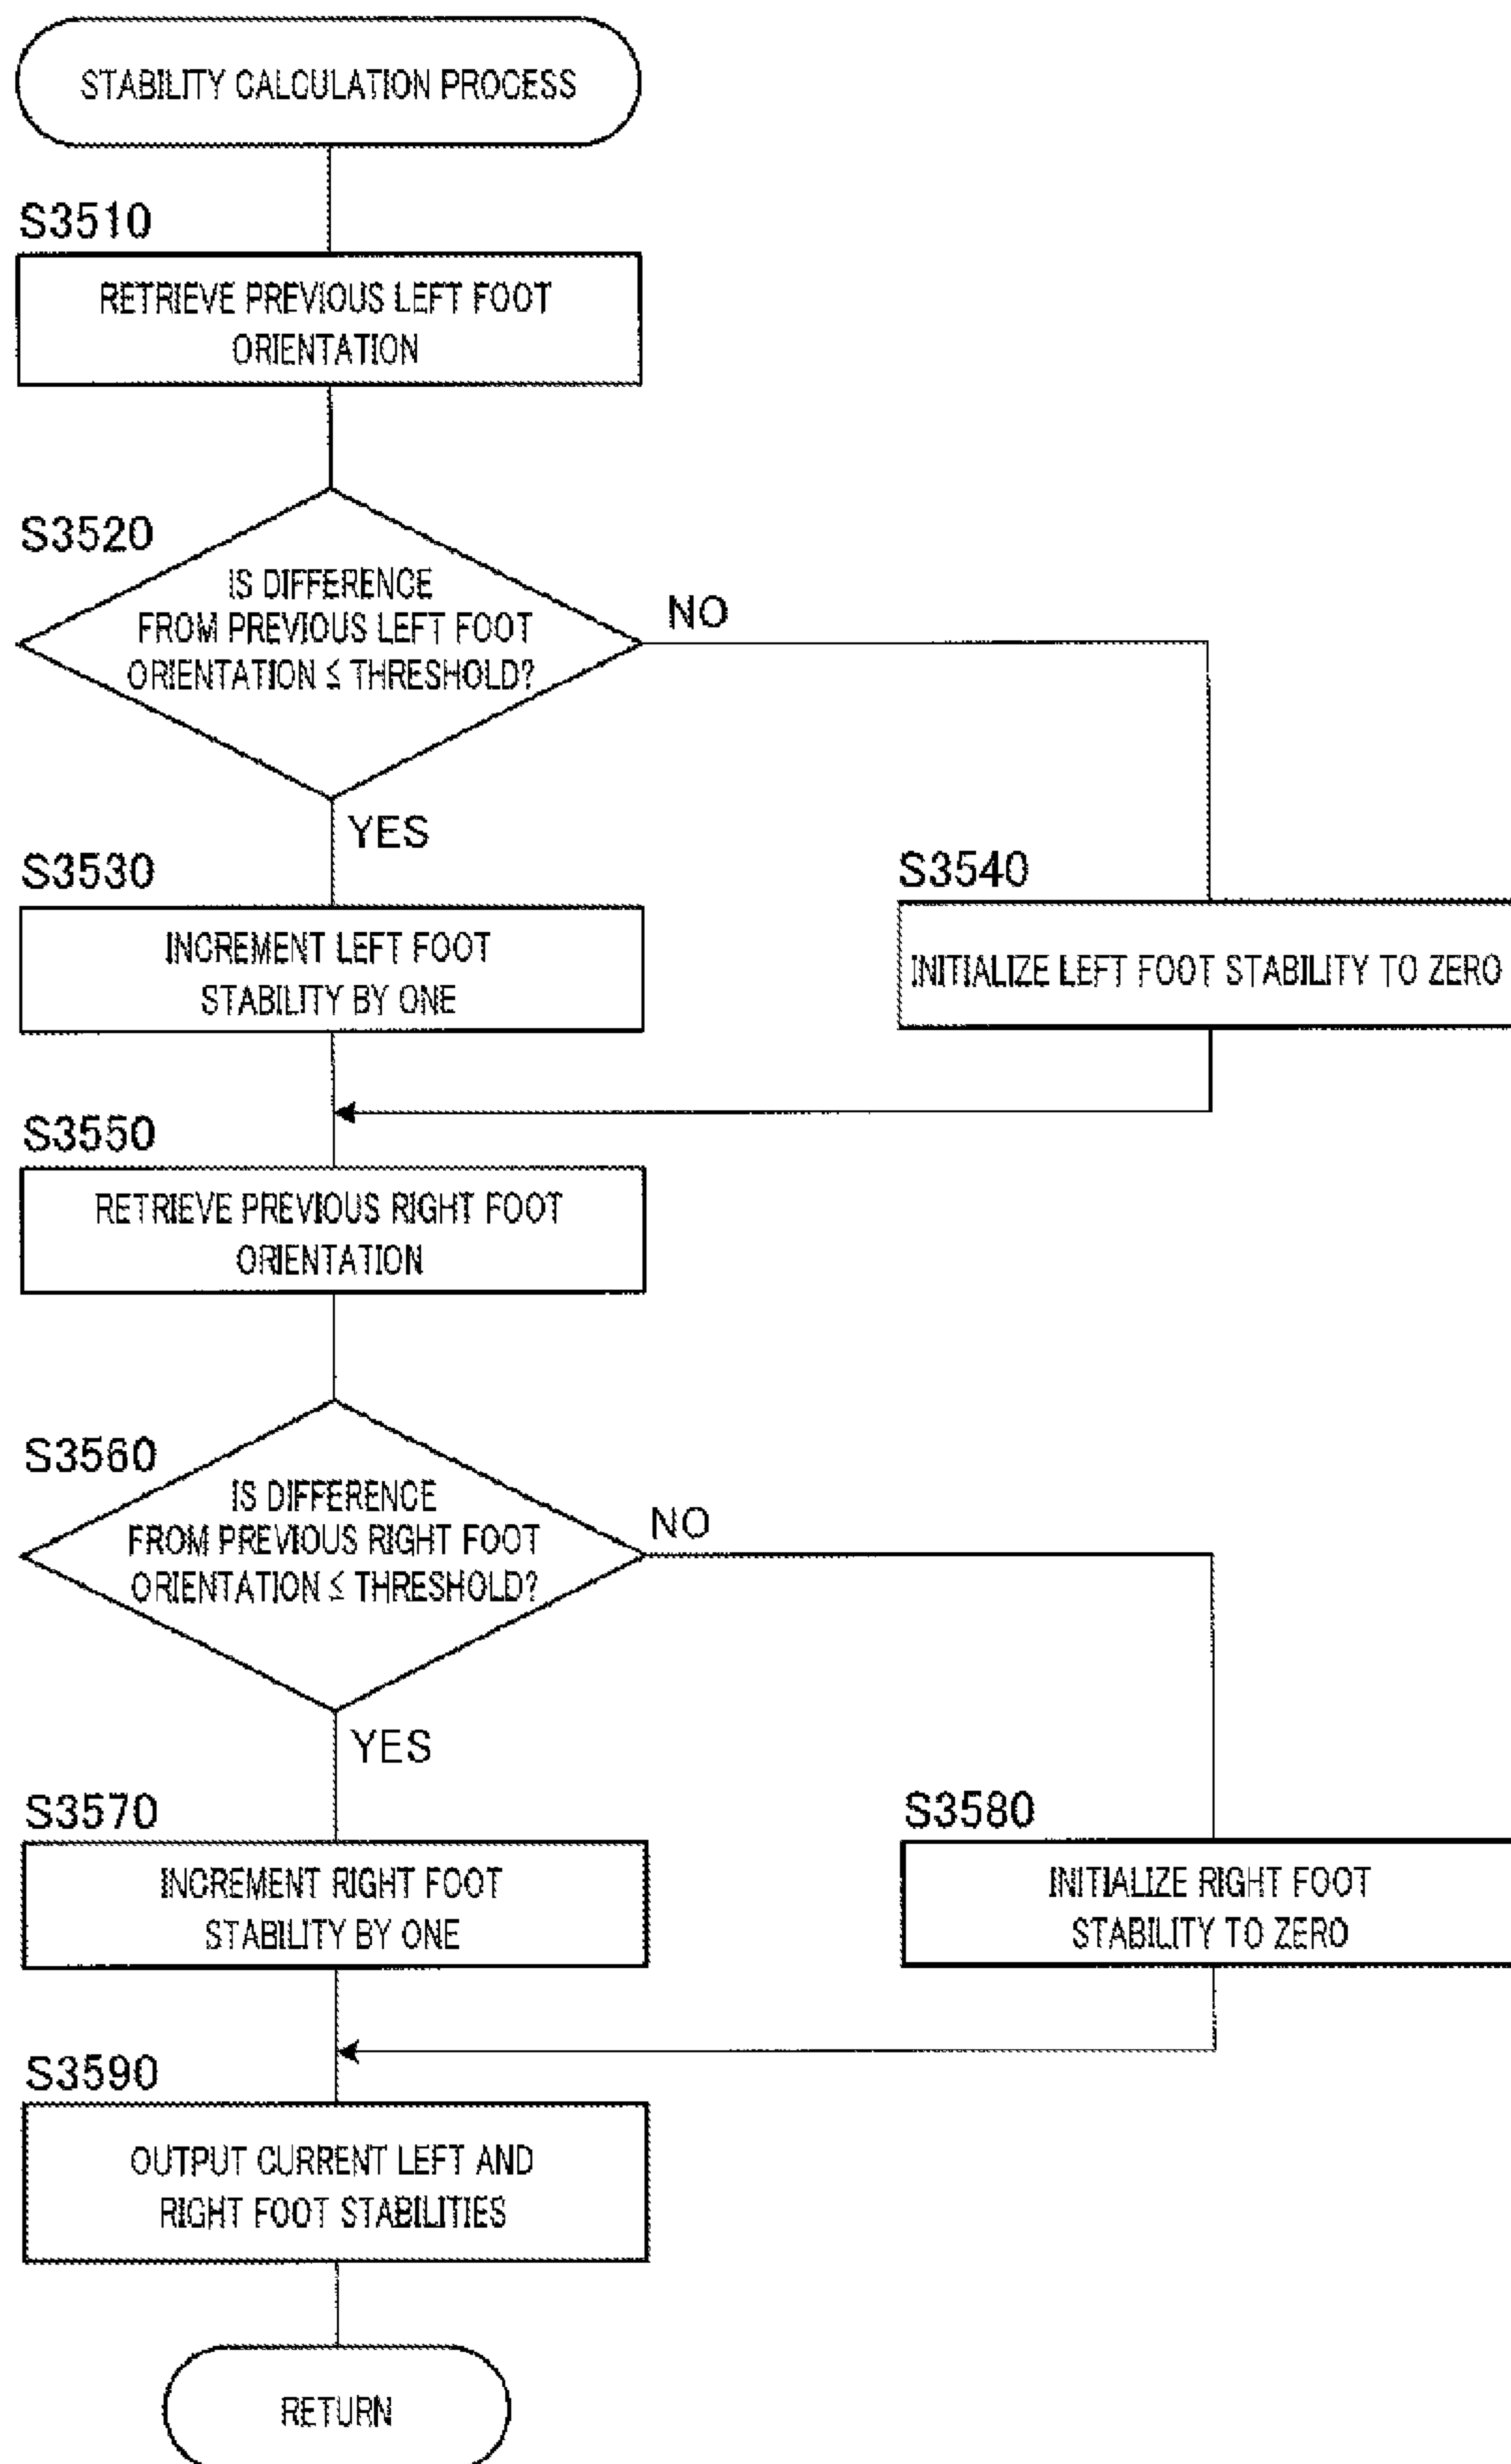 STABILITY CALCULATION PROCESS
S3510
RETRIEVE PREVIOUS LEFT FOOT
ORIENTATION
S3520
IS DIFFERENCE
FROM PREVIOUS LEFT FOOT
ORIENTATION ≤ THRESHOLD?
NO
YES
S3530
INCREMENT LEFT FOOT
STABILITY BY ONE
S3540
INITIALIZE LEFT FOOT STABILITY TO ZERO
S3550
RETRIEVE PREVIOUS RIGHT FOOT
ORIENTATION
S3560
IS DIFFERENCE
FROM PREVIOUS RIGHT FOOT
ORIENTATION ≤ THRESHOLD?
NO
YES
S3570
INCREMENT RIGHT FOOT
STABILITY BY ONE
S3580
INITIALIZE RIGHT FOOT
STABILITY TO ZERO
S3590
OUTPUT CURRENT LEFT AND
RIGHT FOOT STABILITIES
RETURN